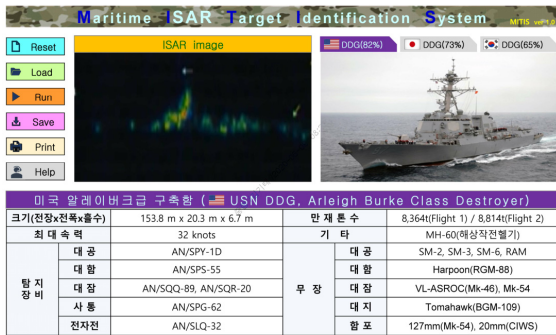 Maritime ISAR Target Identification System
MITIS ver 1.0
Reset
Load
Run
Save
Print
Help
ISAR image
DDG(82%)
DDG(73%)
DDG(65%)
미국 알레이버크급 구축함 ( USN DDG, Arleigh Burke Class Destroyer)
크기(전장x전폭x흘수) 153.8 m x 20.3 m x 6.7 m 만 재 톤 수 8,364t(Flight 1) / 8,814t(Flight 2)
최 대 속 력 32 knots 기 타 MH-60(해상작전헬기)
탐 지 장 비
대 공 AN/SPY-1D
대 함 AN/SPS-55
대 잠 AN/SQQ-89, AN/SQR-20
사 통 AN/SPG-62
전자전 AN/SLQ-32
무 장
대 공 SM-2, SM-3, SM-6, RAM
대 함 Harpoon(RGM-88)
대 잠 VL-ASROC(Mk-46), Mk-54
대 지 Tomahawk(BGM-109)
함 포 127mm(Mk-54), 20mm(CIWS)